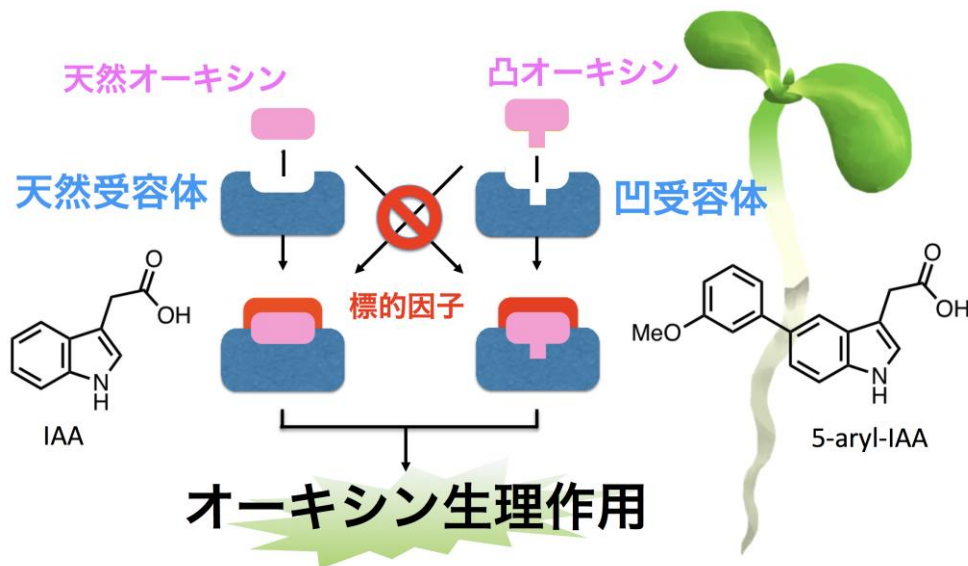 天然オーキシン
凸オーキシン
天然受容体
凹受容体
標的因子
O
OH
N
H
IAA
MeO
O
OH
N
H
5-aryl-IAA
オーキシン生理作用